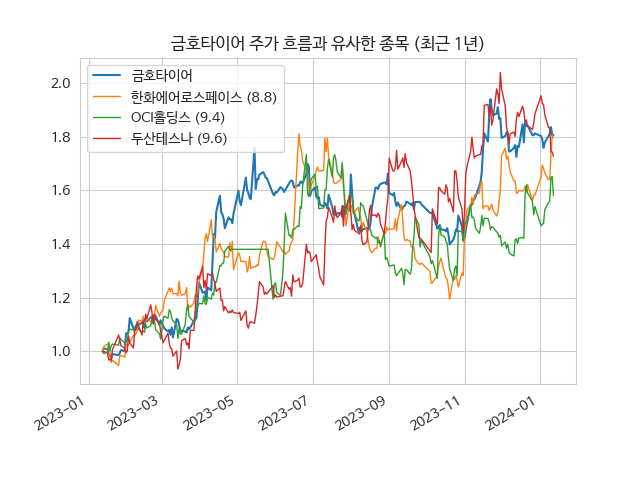 금호타이어 주가 흐름과 유사한 종목 (최근 1년)
금호타이어
한화에어로스페이스 (8.8)
OCI홀딩스 (9.4)
두산테스나 (9.6)
2.0
1.8
1.6
1.4
1.2
1.0
2023-01
2023-03
2023-05
2023-07
2023-09
2023-11
2024-01